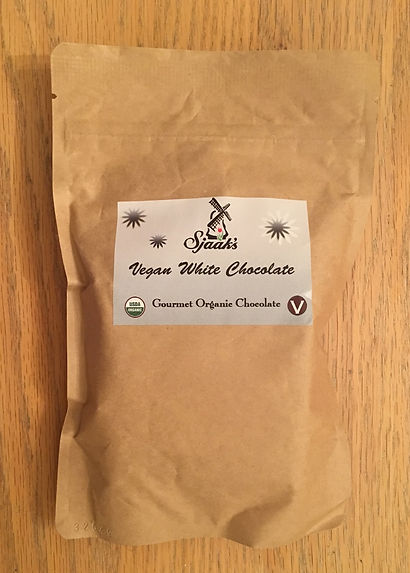 Sjaak's
Vegan White Chocolate
USDA
ORGANIC
Gourmet Organic Chocolate
V